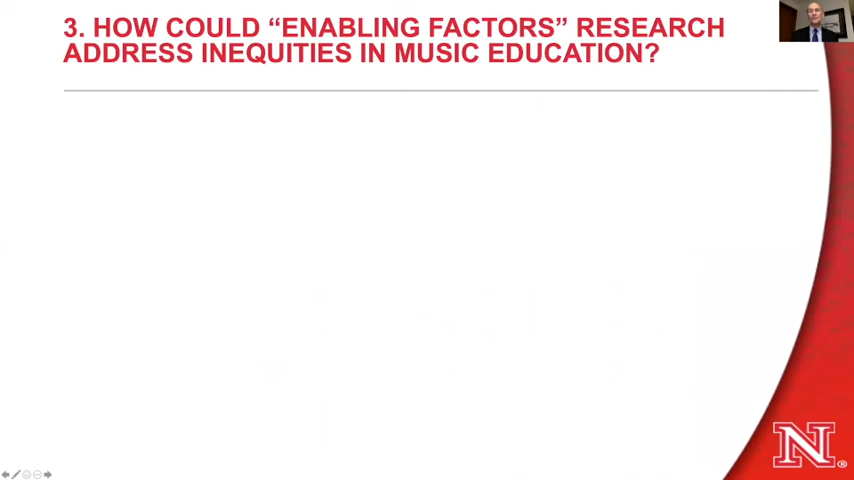 3. HOW COULD “ENABLING FACTORS” RESEARCH
ADDRESS INEQUITIES IN MUSIC EDUCATION?
N®